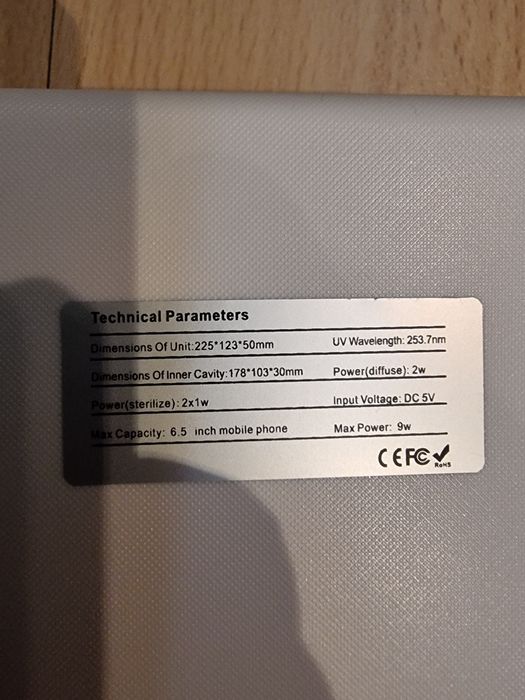 Technical Parameters
Dimensions Of Unit:225*123*50mm UV Wavelength: 253.7nm
Dimensions Of Inner Cavity:178*103*30mm Power(diffuse): 2w
Power(sterilize): 2x1w Input Voltage: DC 5V
Max Capacity: 6.5 inch mobile phone Max Power: 9w
CE FC RoHS